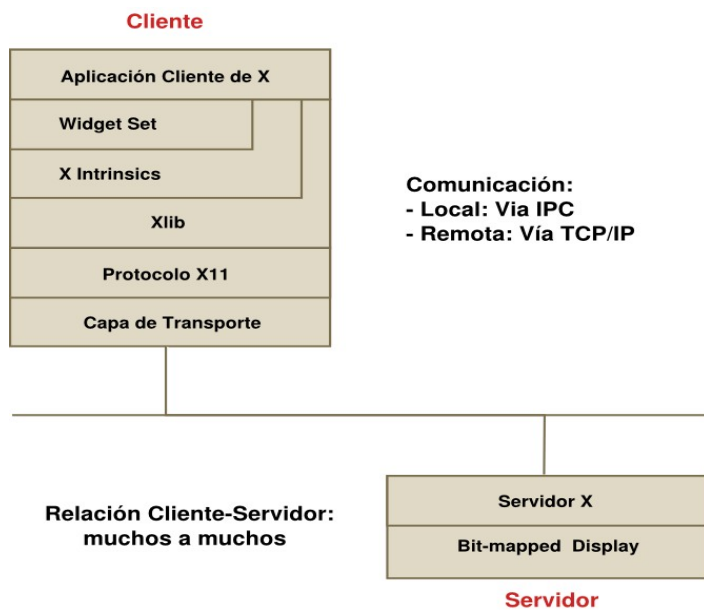 Cliente
Aplicación Cliente de X
Widget Set
X Intrinsics
Xlib
Protocolo X11
Capa de Transporte
Comunicación:
- Local: Via IPC
- Remota: Vía TCP/IP
Relación Cliente-Servidor:
muchos a muchos
Servidor X
Bit-mapped Display
Servidor